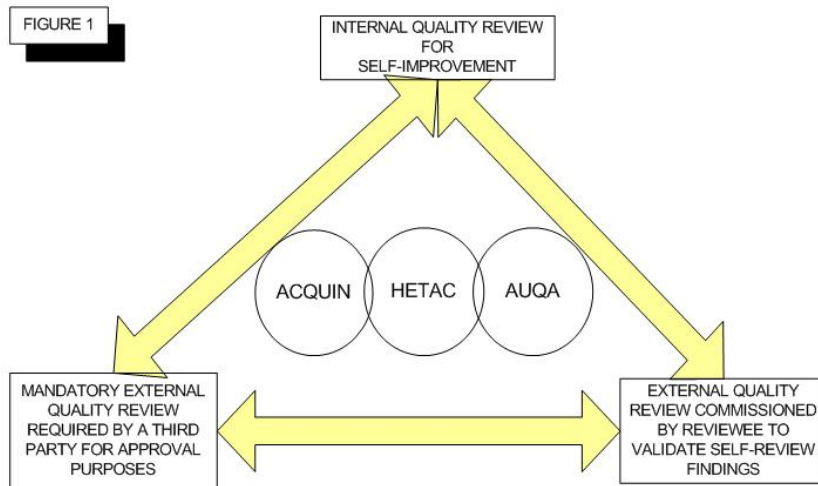 FIGURE 1
INTERNAL QUALITY REVIEW
FOR
SELF-IMPROVEMENT
ACQUIN
HETAC
AUQA
MANDATORY EXTERNAL
QUALITY REVIEW
REQUIRED BY A THIRD
PARTY FOR APPROVAL
PURPOSES
EXTERNAL QUALITY
REVIEW COMMISSIONED
BY REVIEWEE TO
VALIDATE SELF-REVIEW
FINDINGS